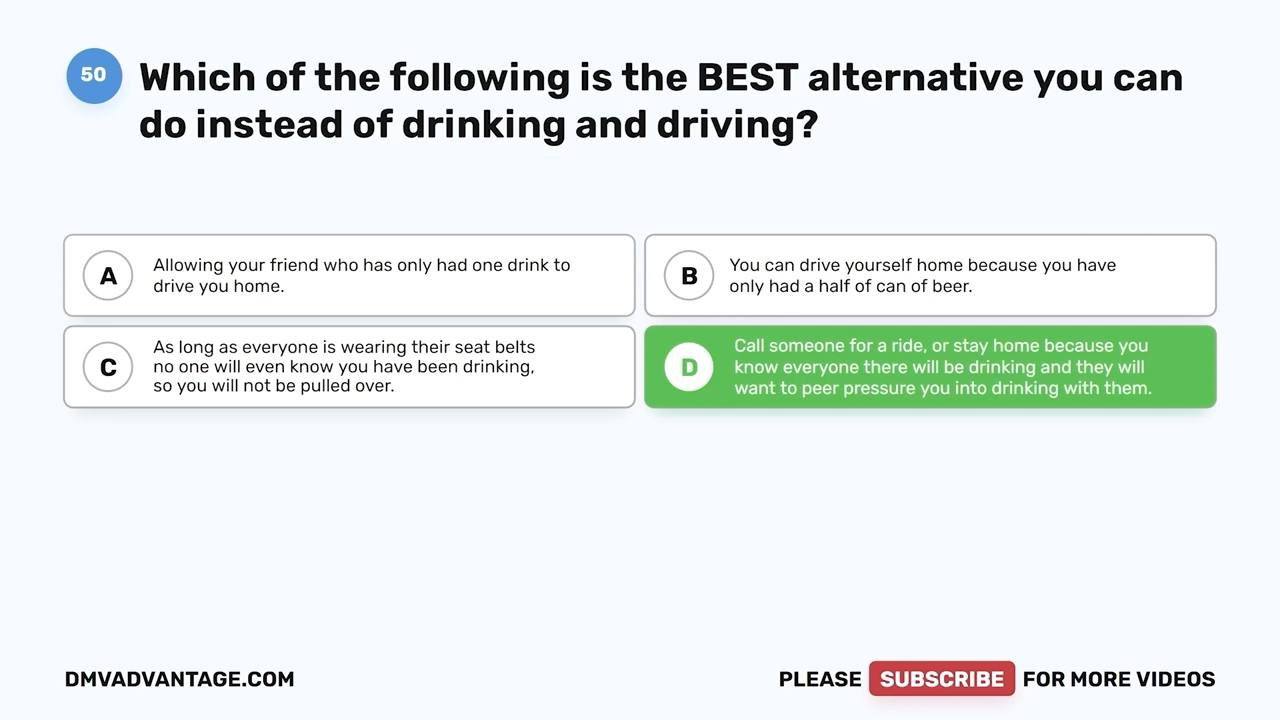 50
Which of the following is the BEST alternative you can
do instead of drinking and driving?
A
Allowing your friend who has only had one drink to
drive you home.
B
You can drive yourself home because you have
only had a half of can of beer.
C
As long as everyone is wearing their seat belts
no one will even know you have been drinking,
so you will not be pulled over.
D
Call someone for a ride, or stay home because you
know everyone there will be drinking and they will
want to peer pressure you into drinking with them.
DMVADVANTAGE.COM
PLEASE SUBSCRIBE FOR MORE VIDEOS